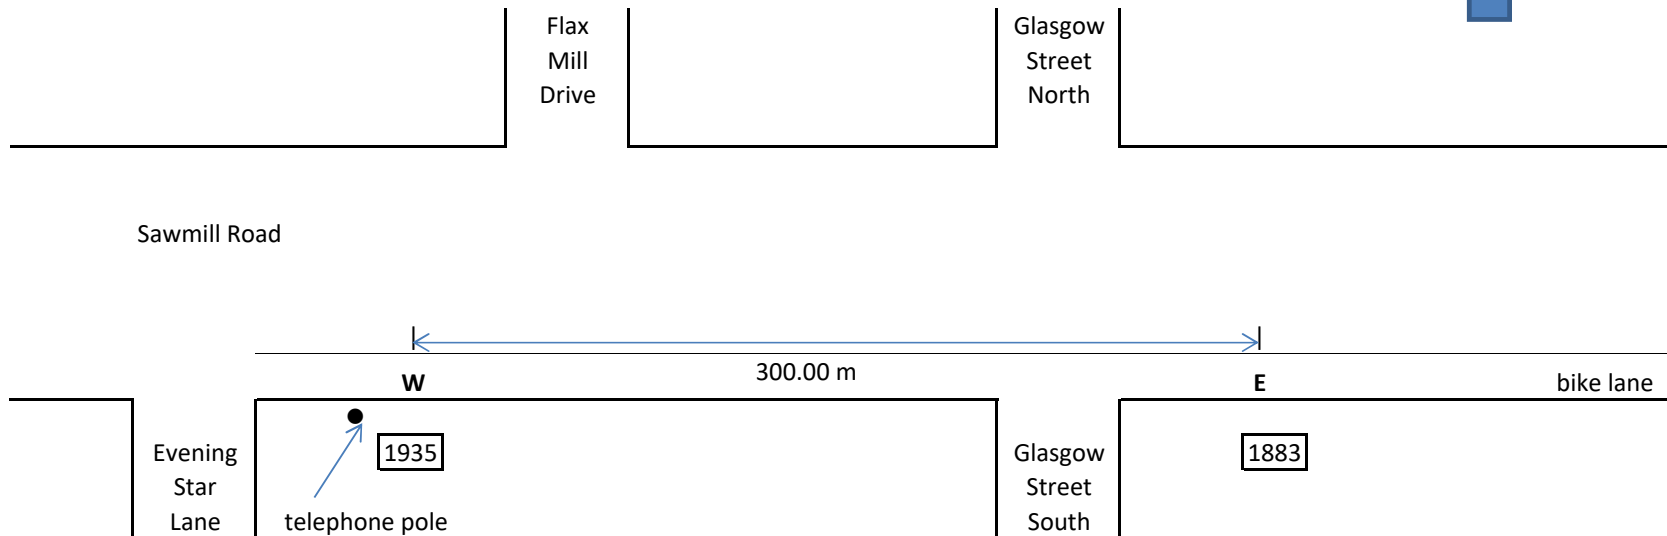 Flax
Mill
Drive
Glasgow
Street
North
Sawmill Road
300.00 m
W
E
bike lane
1935
1883
Evening
Star
Lane
telephone pole
Glasgow
Street
South